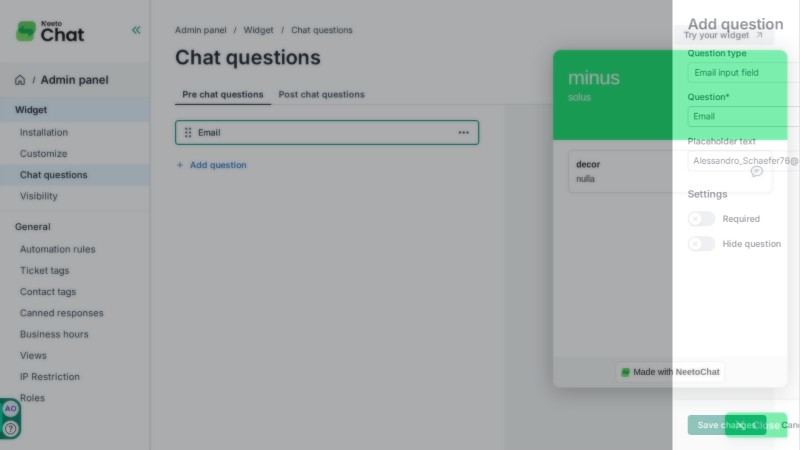 Neeto
Chat
/ Admin panel
Widget
Installation
Customize
Chat questions
Visibility
General
Automation rules
Ticket tags
Contact tags
Canned responses
Business hours
Views
IP Restriction
Roles
AO
Admin panel / Widget / Chat questions
Chat questions
Pre chat questions
Post chat questions
Email
+ Add question
Try your widget
minus
solus
decor
nulla
Made with NeetoChat
Add question
Question type
Email input field
Question*
Email
Placeholder text
Alessandro_Schaefer76@
Settings
Required
Hide question
Save changes
Close